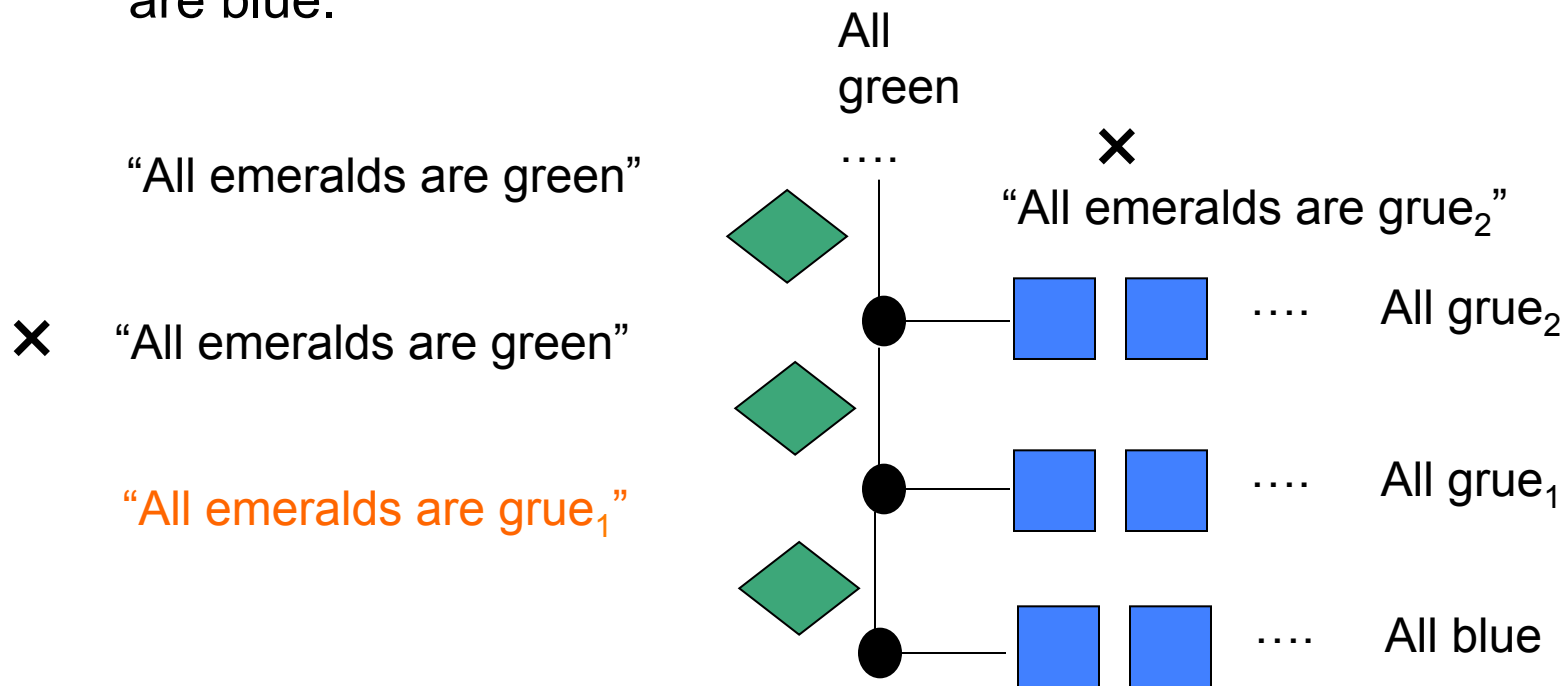 are blue.
All
green
....
×
“All emeralds are green”
“All emeralds are grue₂”
.... All grue₂
× “All emeralds are green”
.... All grue₁
“All emeralds are grue₁”
.... All blue